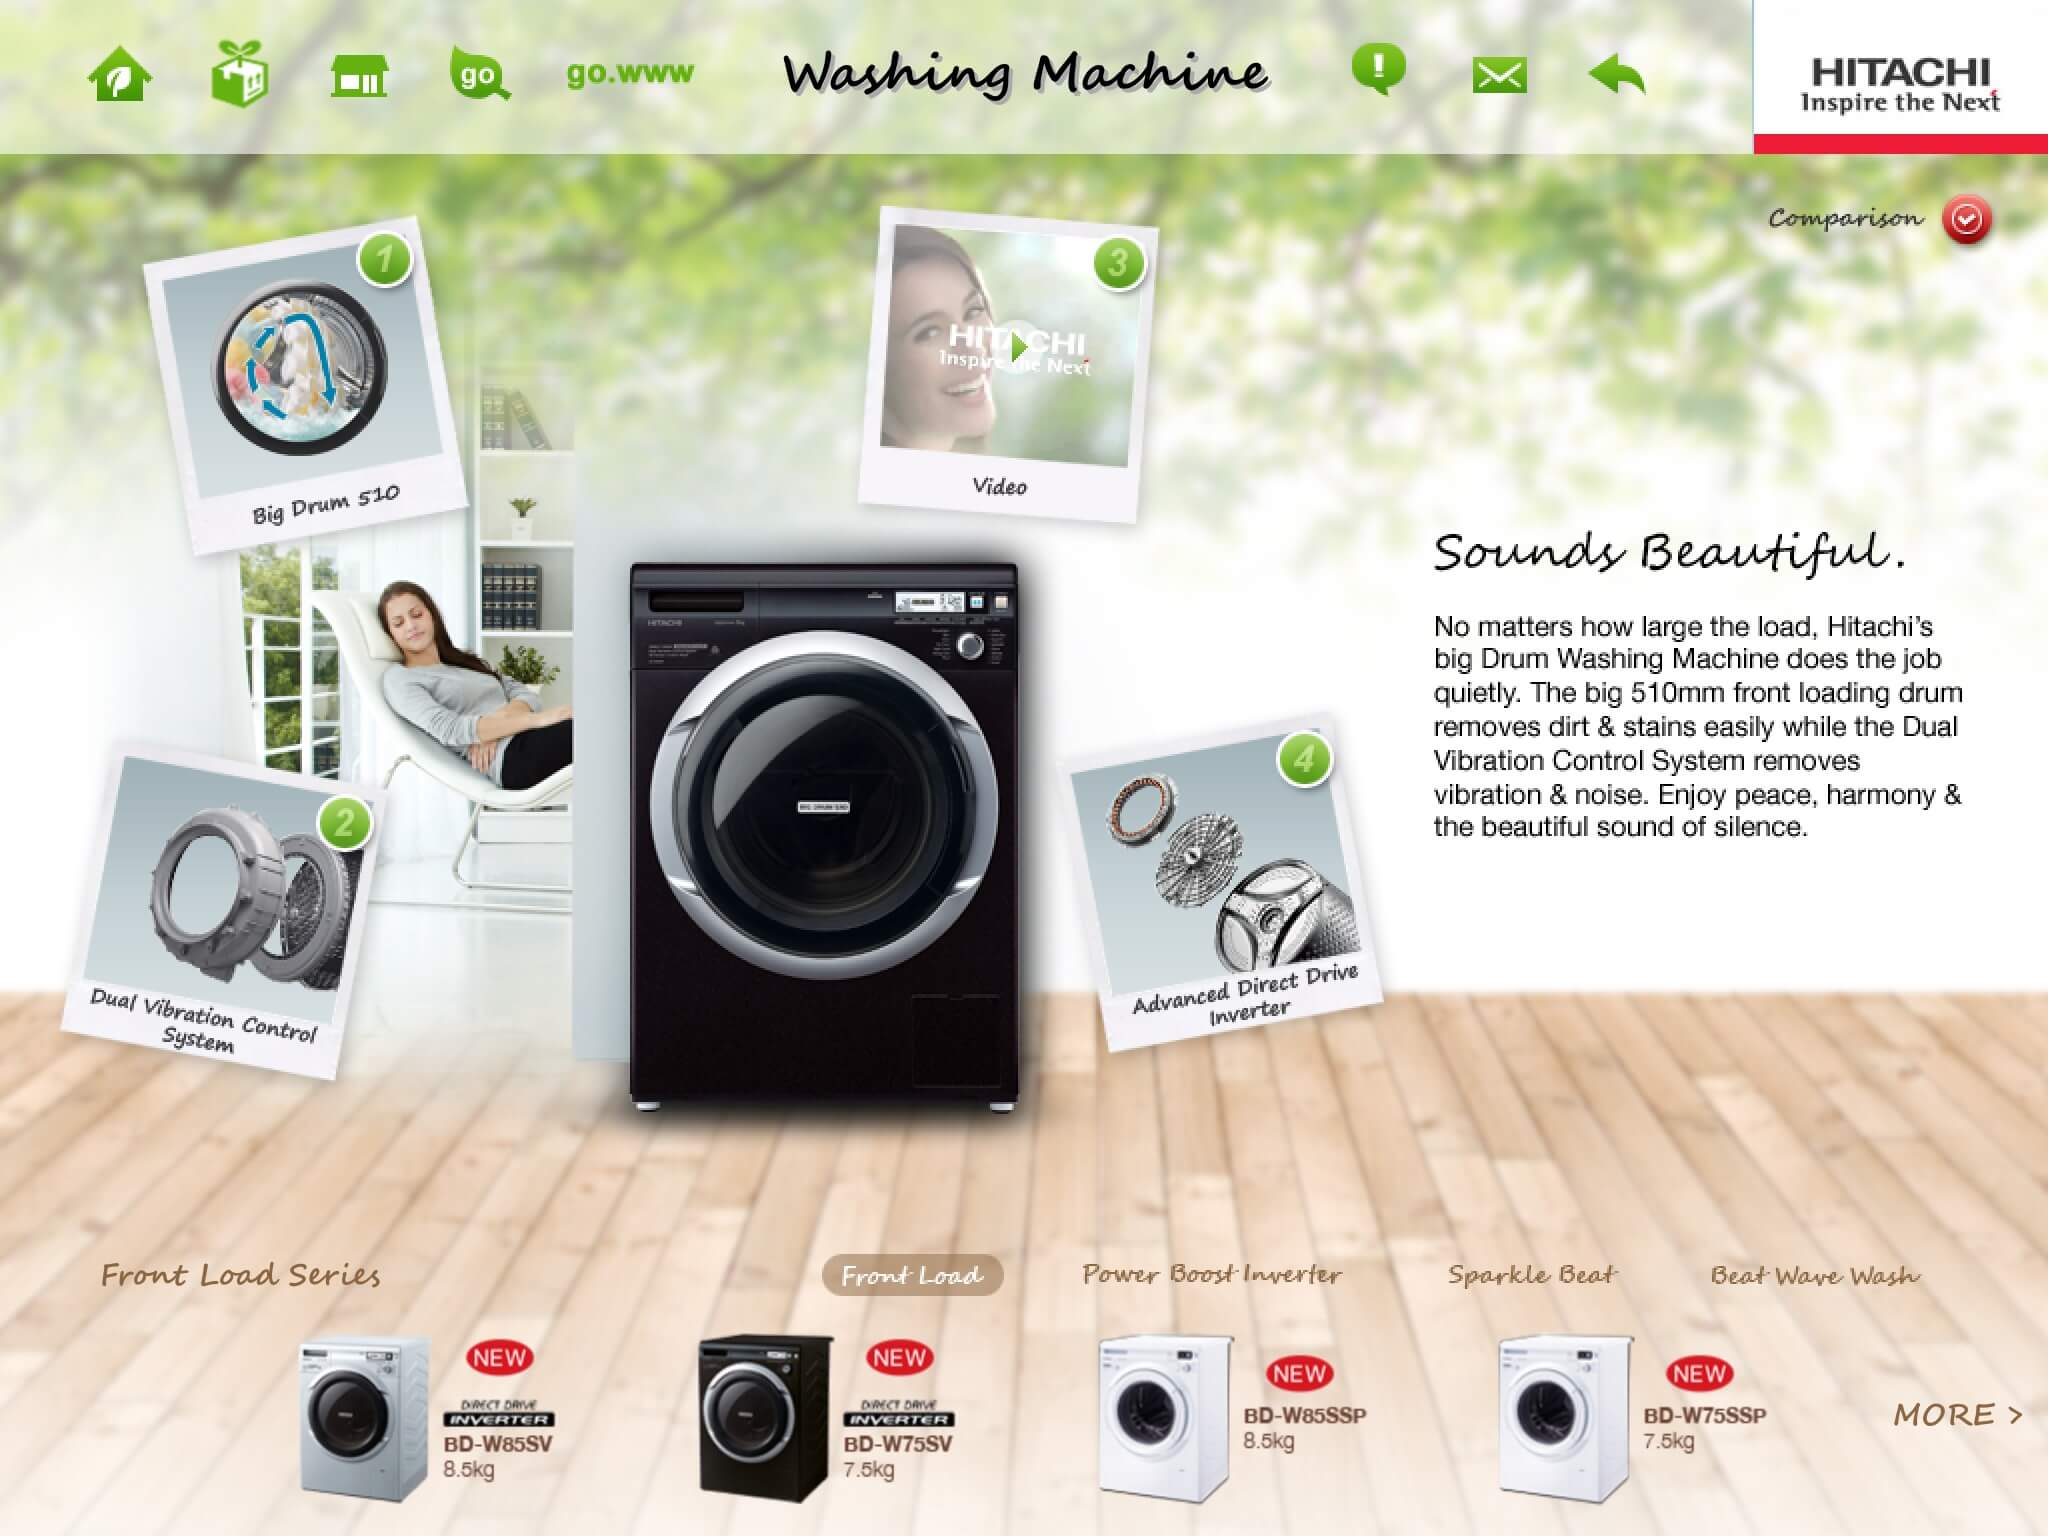 go
go.www
Washing Machine
!
HITACHI
Inspire the Next
Comparison
1
Big Drum 510
3
HITACHI
Inspire the Next
Video
Sounds Beautiful.
No matters how large the load, Hitachi's
big Drum Washing Machine does the job
quietly. The big 510mm front loading drum
removes dirt & stains easily while the Dual
Vibration Control System removes
vibration & noise. Enjoy peace, harmony &
the beautiful sound of silence.
HITACHI
2
Dual Vibration Control
System
4
Advanced Direct Drive
Inverter
Front Load Series
Front Load
Power Boost Inverter
Sparkle Beat
Beat Wave Wash
NEW
DIRECT DRIVE
INVERTER
BD-W85SV
8.5kg
NEW
DIRECT DRIVE
INVERTER
BD-W75SV
7.5kg
NEW
BD-W85SSP
8.5kg
NEW
BD-W75SSP
7.5kg
MORE >